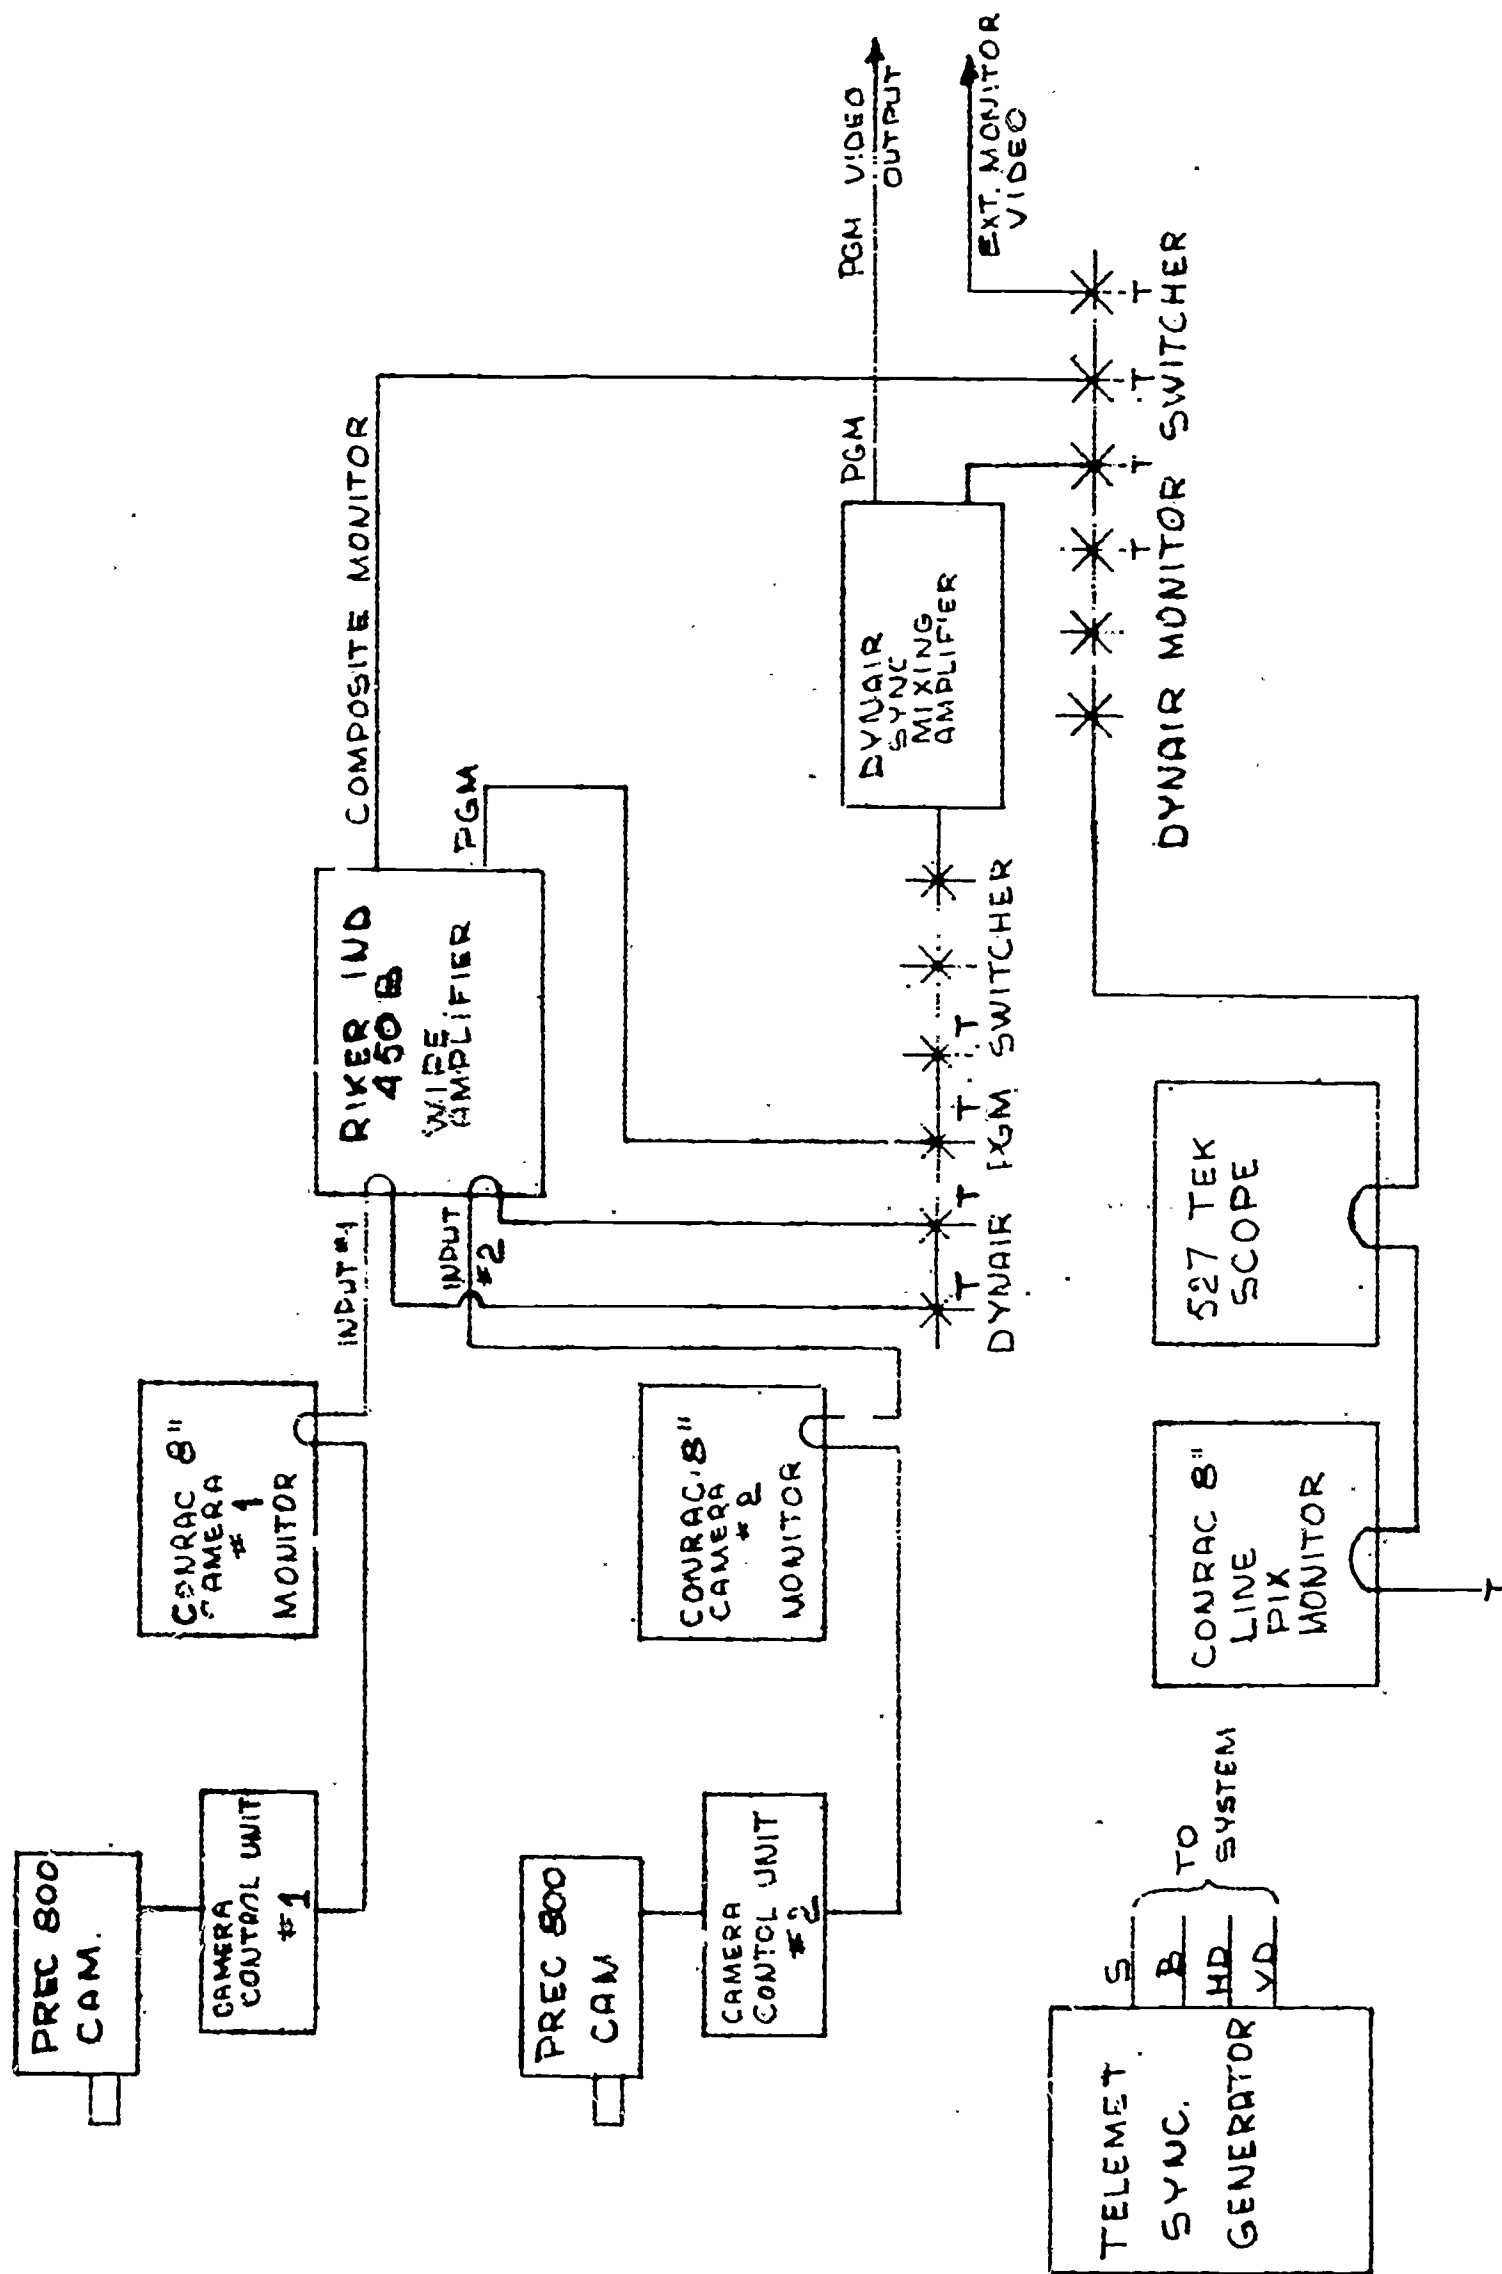 PREC 800
CAM.
CAMERA
CONTROL UNIT
#1
CONRAC 8"
CAMERA
#1
MONITOR
INPUT #1
RIKER IND
450B
WIPE
AMPLIFIER
COMPOSITE MONITOR
PGM
INPUT
#2
PREC 800
CAM
CAMERA
CONTOL UNIT
#2
CONRAC 8"
CAMERA
#2
MONITOR
T
T
T
T
DYNAIR PGM SWITCHER
DYNAIR
SYNC
MIXING
AMPLIFIER
PGM
PGM VIDEO
OUTPUT
EXT. MONITOR
VIDEO
T
T
T
T
DYNAIR MONITOR SWITCHER
TELEMET
SYNC.
GENERATOR
S
B
HD
VD
TO
SYSTEM
CONRAC 8"
LINE
PIX
MONITOR
T
527 TEK
SCOPE